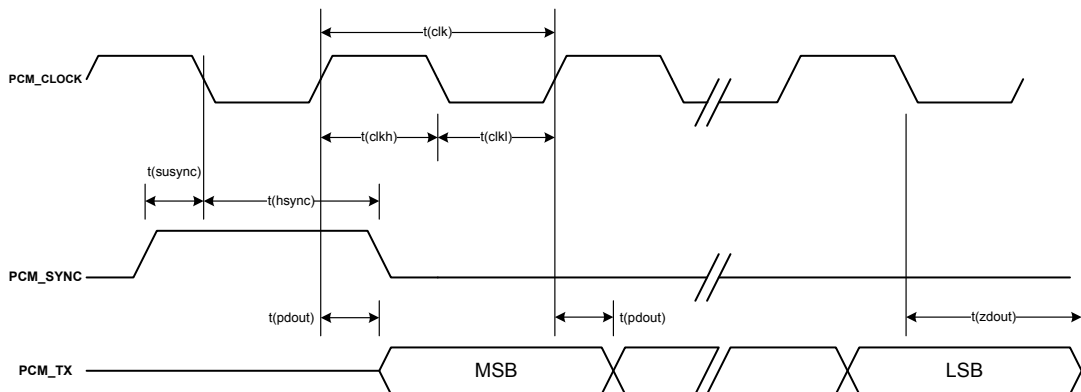 t(clk)
PCM_CLOCK
t(clkh) t(clkl)
t(susync)
t(hsync)
PCM_SYNC
t(pdout) t(pdout) t(zdout)
PCM_TX MSB LSB